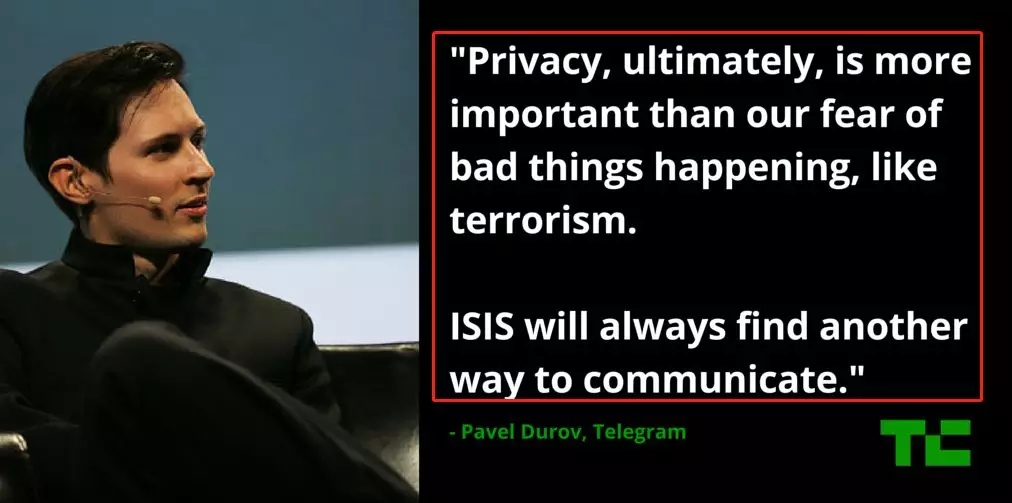 "Privacy, ultimately, is more
important than our fear of
bad things happening, like
terrorism.
ISIS will always find another
way to communicate."
- Pavel Durov, Telegram
TC